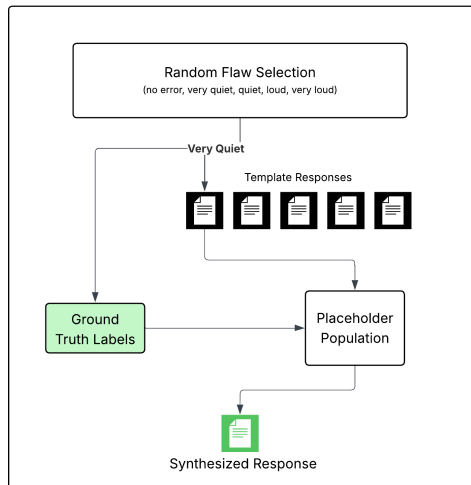 Random Flaw Selection
(no error, very quiet, quiet, loud, very loud)
Very Quiet
Template Responses
Ground
Truth Labels
Placeholder
Population
Synthesized Response